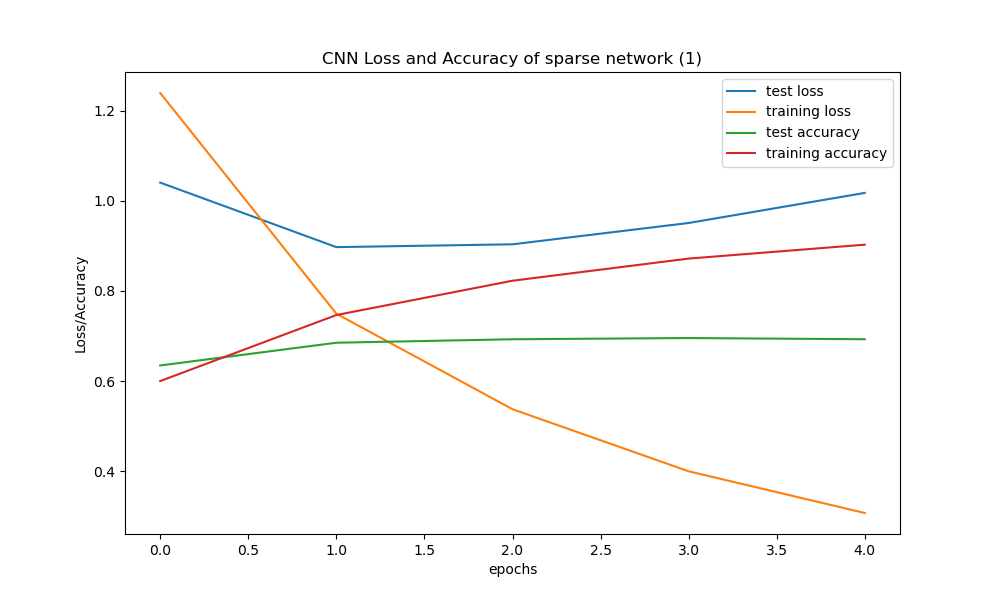 CNN Loss and Accuracy of sparse network (1)
test loss
training loss
test accuracy
training accuracy
Loss/Accuracy
1.2
1.0
0.8
0.6
0.4
0.0 0.5 1.0 1.5 2.0 2.5 3.0 3.5 4.0
epochs